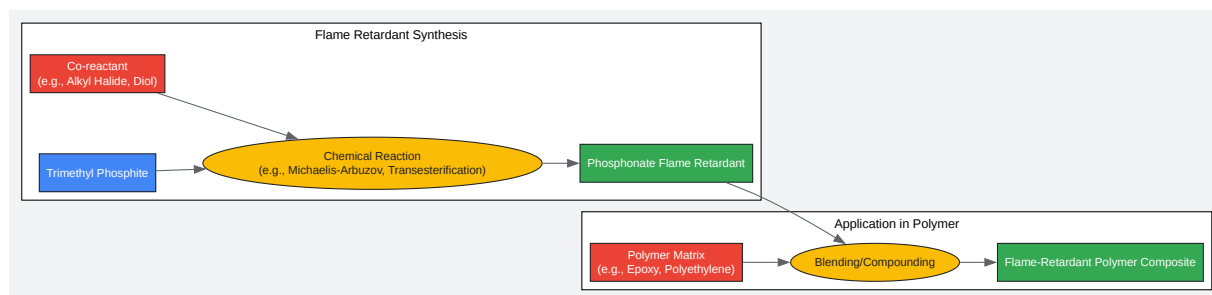 Flame Retardant Synthesis
Co-reactant
(e.g., Alkyl Halide, Diol)
Trimethyl Phosphite
Chemical Reaction
(e.g., Michaelis-Arbuzov, Transesterification)
Phosphonate Flame Retardant
Application in Polymer
Polymer Matrix
(e.g., Epoxy, Polyethylene)
Blending/Compounding
Flame-Retardant Polymer Composite